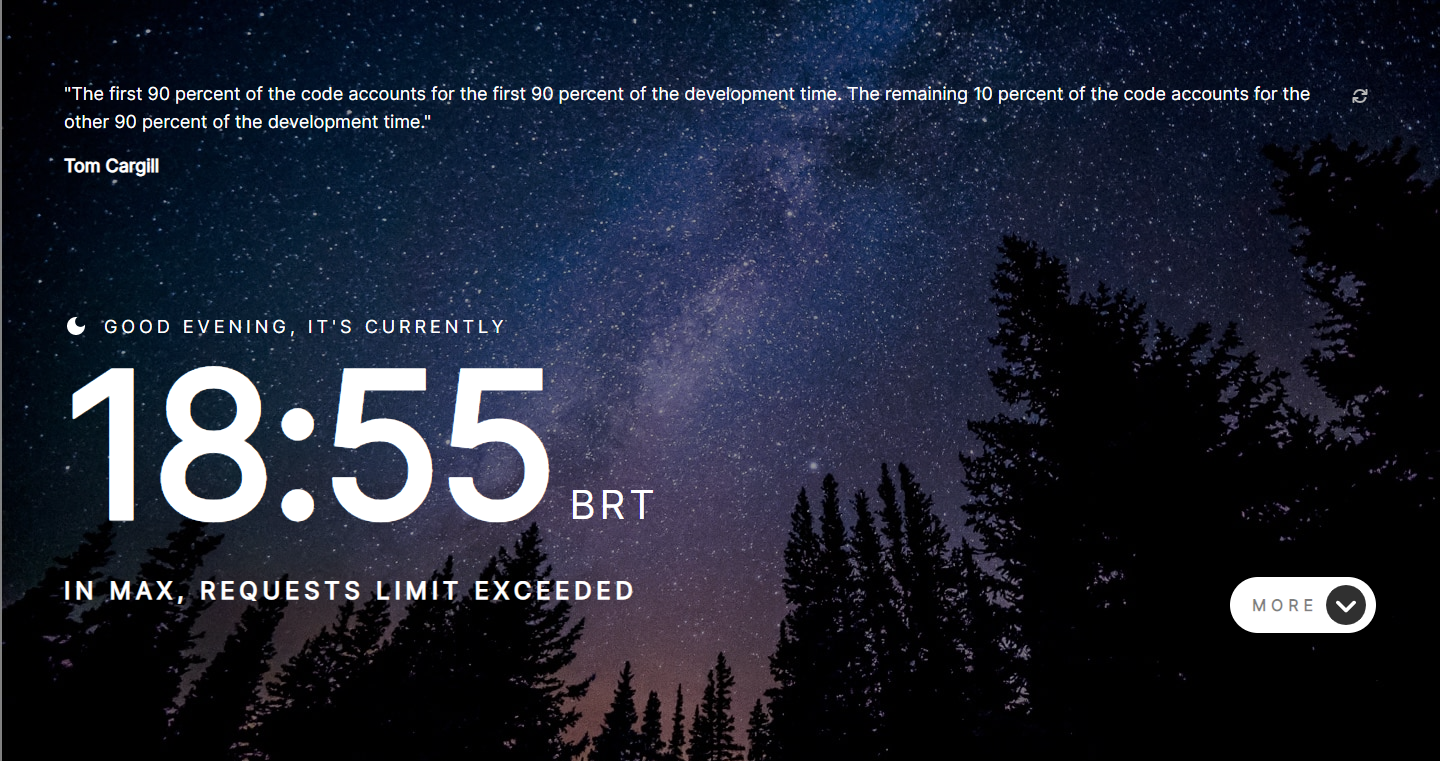 "The first 90 percent of the code accounts for the first 90 percent of the development time. The remaining 10 percent of the code accounts for the
other 90 percent of the development time."
Tom Cargill
GOOD EVENING, IT'S CURRENTLY
18:55 BRT
IN MAX, REQUESTS LIMIT EXCEEDED
MORE